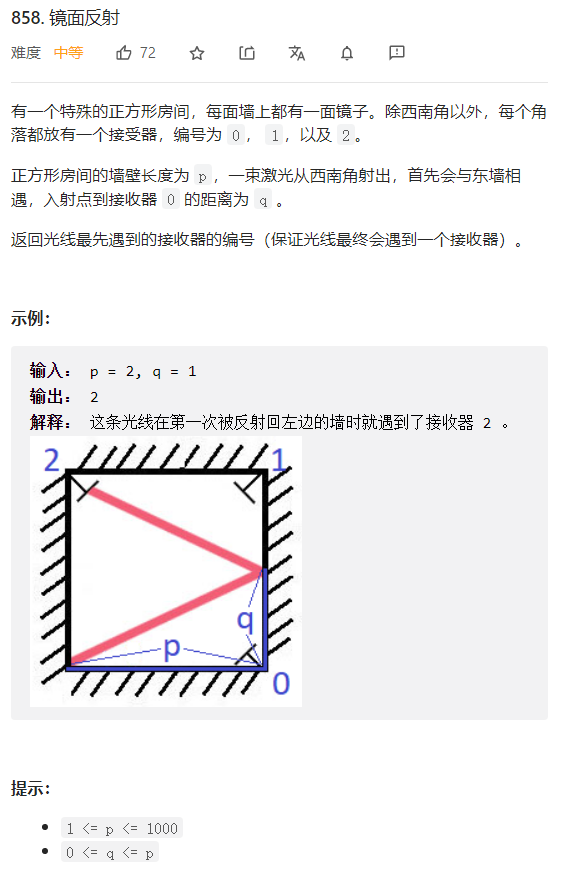 858. 镜面反射
难度 中等 72
有一个特殊的正方形房间，每面墙上都有一面镜子。除西南角以外，每个角
落都放有一个接受器，编号为 0， 1，以及 2。
正方形房间的墙壁长度为 p，一束激光从西南角射出，首先会与东墙相
遇，入射点到接收器 0 的距离为 q 。
返回光线最先遇到的接收器的编号（保证光线最终会遇到一个接收器）。
示例：
输入： p = 2, q = 1
输出： 2
解释： 这条光线在第一次被反射回左边的墙时就遇到了接收器 2 。
2 1
q
p
0
提示：
1 <= p <= 1000
0 <= q <= p